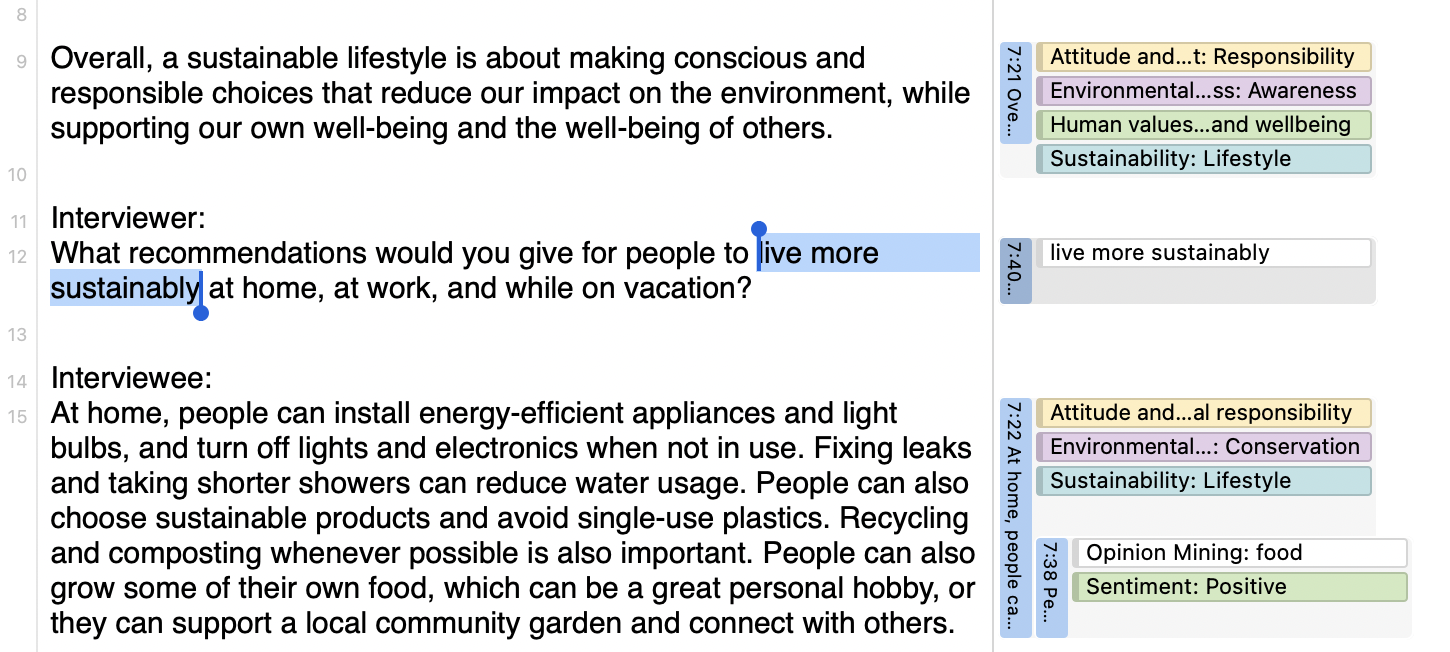 8
9
Overall, a sustainable lifestyle is about making conscious and
responsible choices that reduce our impact on the environment, while
supporting our own well-being and the well-being of others.
7:21 Ove...
Attitude and...t: Responsibility
Environmental...ss: Awareness
Human values...and wellbeing
Sustainability: Lifestyle
10
11
Interviewer:
12
What recommendations would you give for people to live more
sustainably at home, at work, and while on vacation?
7:40...
live more sustainably
13
14
Interviewee:
15
At home, people can install energy-efficient appliances and light
bulbs, and turn off lights and electronics when not in use. Fixing leaks
and taking shorter showers can reduce water usage. People can also
choose sustainable products and avoid single-use plastics. Recycling
and composting whenever possible is also important. People can also
grow some of their own food, which can be a great personal hobby, or
they can support a local community garden and connect with others.
7:22 At home, people ca...
Attitude and...al responsibility
Environmental...: Conservation
Sustainability: Lifestyle
7:38 Pe...
Opinion Mining: food
Sentiment: Positive